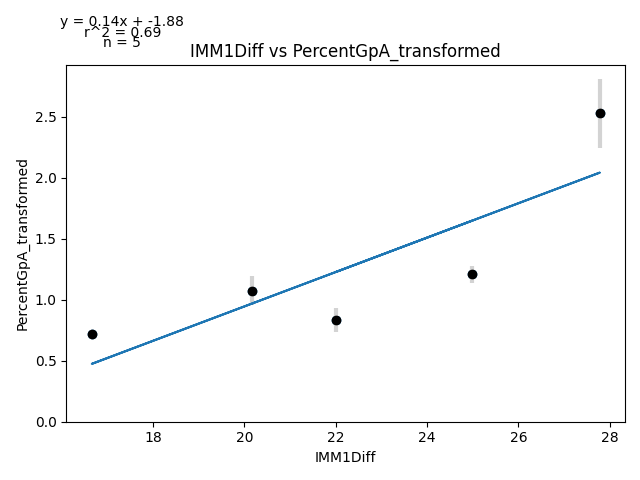 y = 0.14x + -1.88
r^2 = 0.69
n = 5
IMM1Diff vs PercentGpA_transformed
PercentGpA_transformed
2.5
2.0
1.5
1.0
0.5
0.0
18 20 22 24 26 28
IMM1Diff